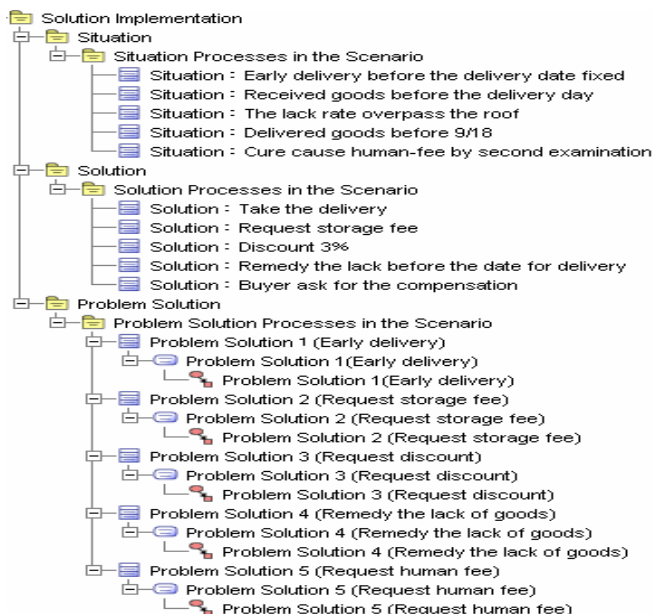 Solution Implementation
Situation
Situation Processes in the Scenario
Situation : Early delivery before the delivery date fixed
Situation : Received goods before the delivery day
Situation : The lack rate overpass the roof
Situation : Delivered goods before 9/18
Situation : Cure cause human-fee by second examination
Solution
Solution Processes in the Scenario
Solution : Take the delivery
Solution : Request storage fee
Solution : Discount 3%
Solution : Remedy the lack before the date for delivery
Solution : Buyer ask for the compensation
Problem Solution
Problem Solution Processes in the Scenario
Problem Solution 1 (Early delivery)
Problem Solution 1(Early delivery)
Problem Solution 1(Early delivery)
Problem Solution 2 (Request storage fee)
Problem Solution 2 (Request storage fee)
Problem Solution 2 (Request storage fee)
Problem Solution 3 (Request discount)
Problem Solution 3 (Request discount)
Problem Solution 3 (Request discount)
Problem Solution 4 (Remedy the lack of goods)
Problem Solution 4 (Remedy the lack of goods)
Problem Solution 4 (Remedy the lack of goods)
Problem Solution 5 (Request human fee)
Problem Solution 5 (Request human fee)
Problem Solution 5 (Request human fee)